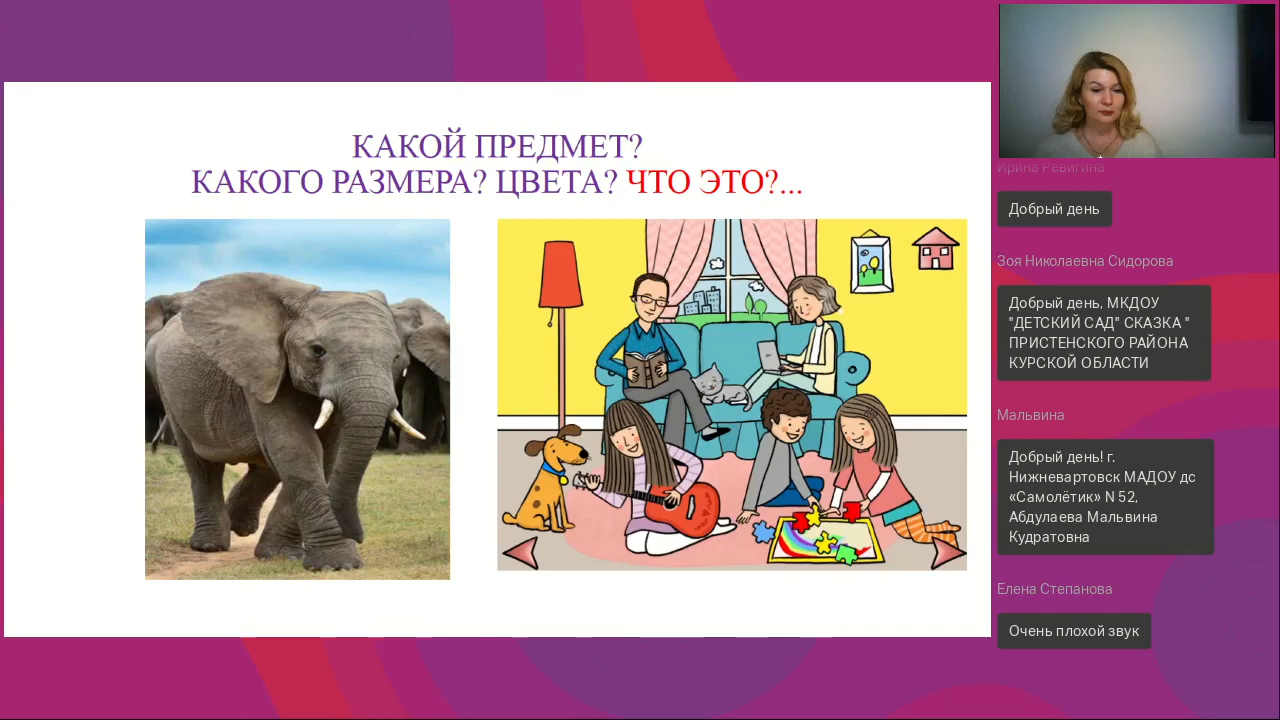 КАКОЙ ПРЕДМЕТ?
КАКОГО РАЗМЕРА? ЦВЕТА? ЧТО ЭТО?...
Ирина Ревигина
Добрый день
Зоя Николаевна Сидорова
Добрый день, МКДОУ
"ДЕТСКИЙ САД" СКАЗКА "
ПРИСТЕНСКОГО РАЙОНА
КУРСКОЙ ОБЛАСТИ
Мальвина
Добрый день! г.
Нижневартовск МАДОУ дс
«Самолётик» N 52,
Абдулаева Мальвина
Кудратовна
Елена Степанова
Очень плохой звук